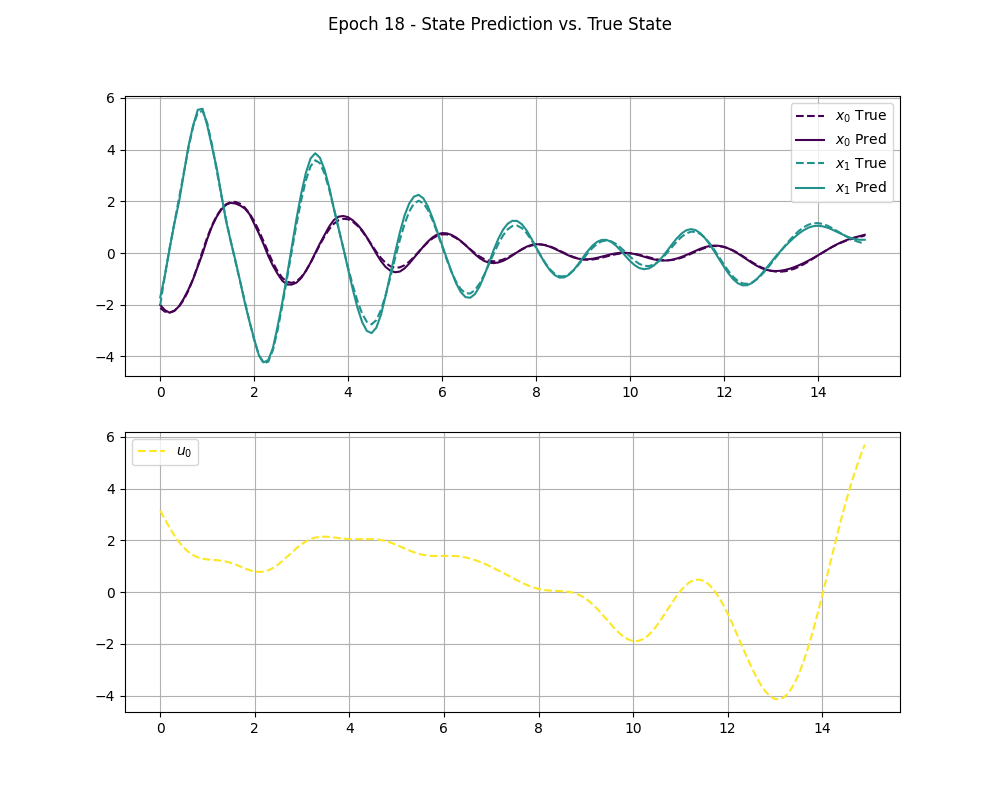 Epoch 18 - State Prediction vs. True State
6
4
2
0
−2
−4
x₀ True
x₀ Pred
x₁ True
x₁ Pred
0 2 4 6 8 10 12 14
6
4
2
0
−2
−4
u₀
0 2 4 6 8 10 12 14